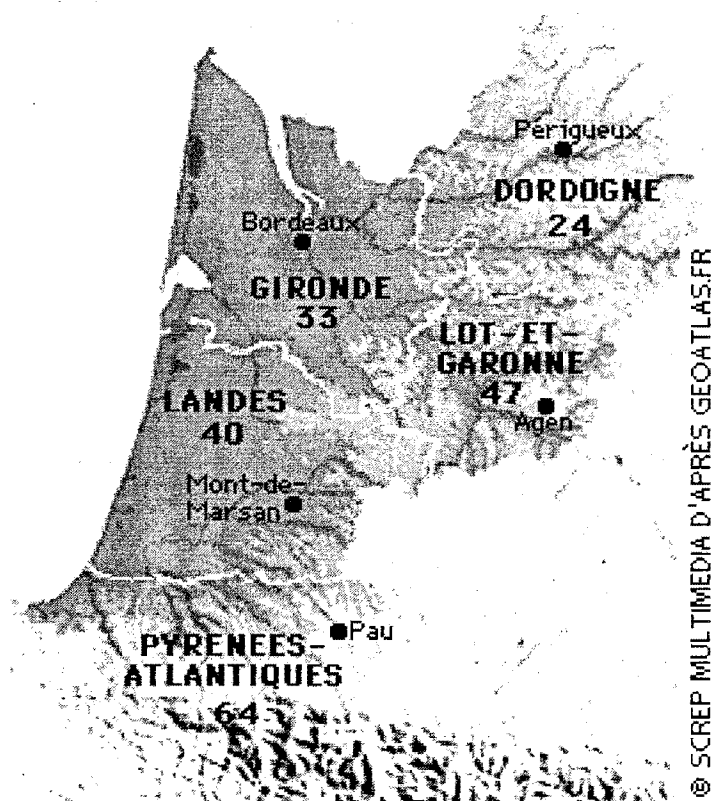 Périgueux
DORDOGNE
24
Bordeaux
GIRONDE
33
LOT-ET-
GARONNE
47
Agen
LANDES
40
Mont-de-
Marsan
Pau
PYRENEES-
ATLANTIQUES
64
© SCREP MULTIMEDIA D'APRÈS GEOATLAS.FR